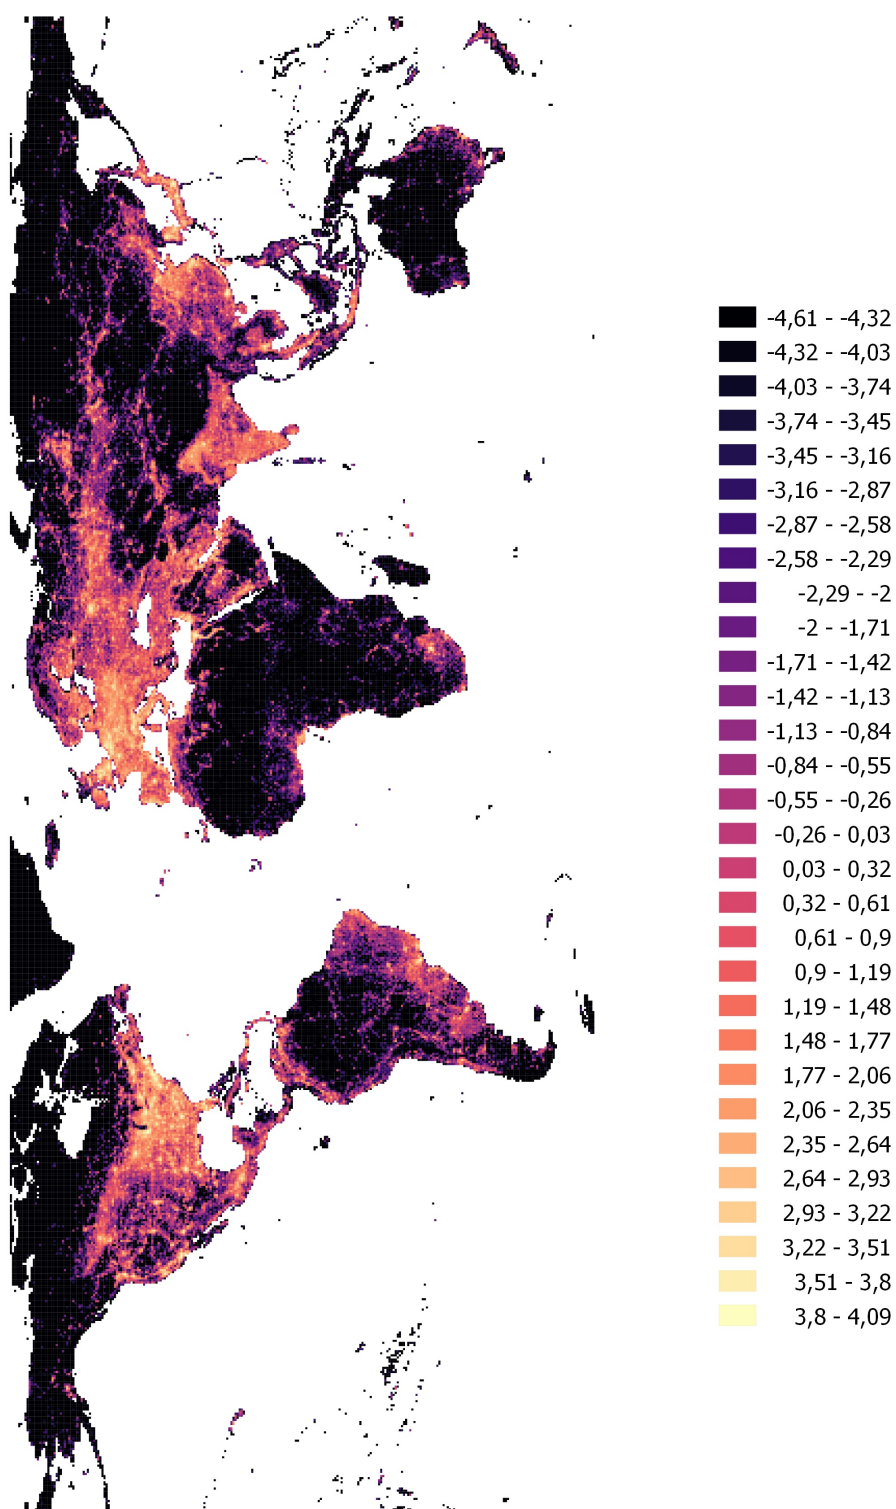 -4,61 - -4,32
-4,32 - -4,03
-4,03 - -3,74
-3,74 - -3,45
-3,45 - -3,16
-3,16 - -2,87
-2,87 - -2,58
-2,58 - -2,29
-2,29 - -2
-2 - -1,71
-1,71 - -1,42
-1,42 - -1,13
-1,13 - -0,84
-0,84 - -0,55
-0,55 - -0,26
-0,26 - 0,03
0,03 - 0,32
0,32 - 0,61
0,61 - 0,9
0,9 - 1,19
1,19 - 1,48
1,48 - 1,77
1,77 - 2,06
2,06 - 2,35
2,35 - 2,64
2,64 - 2,93
2,93 - 3,22
3,22 - 3,51
3,51 - 3,8
3,8 - 4,09